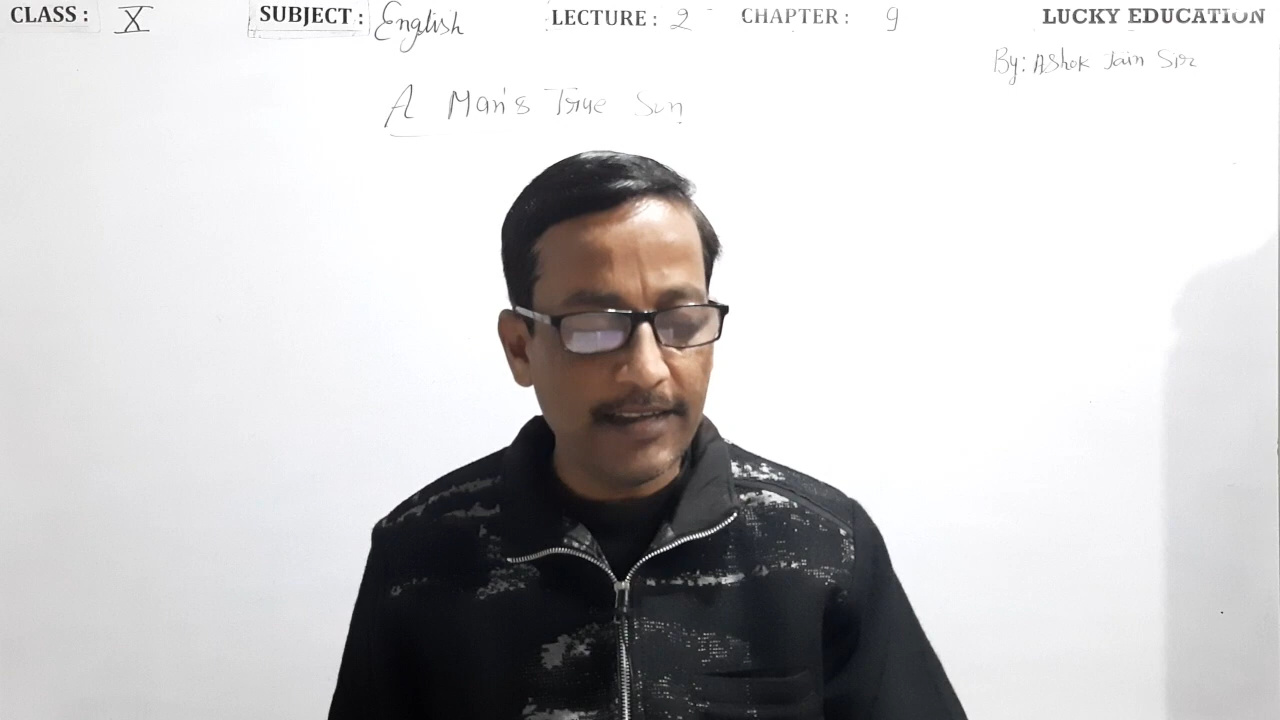 CLASS : X SUBJECT : English LECTURE : 2 CHAPTER : 9 LUCKY EDUCATION
By: Ashok Jain Sir
A Man's True Son